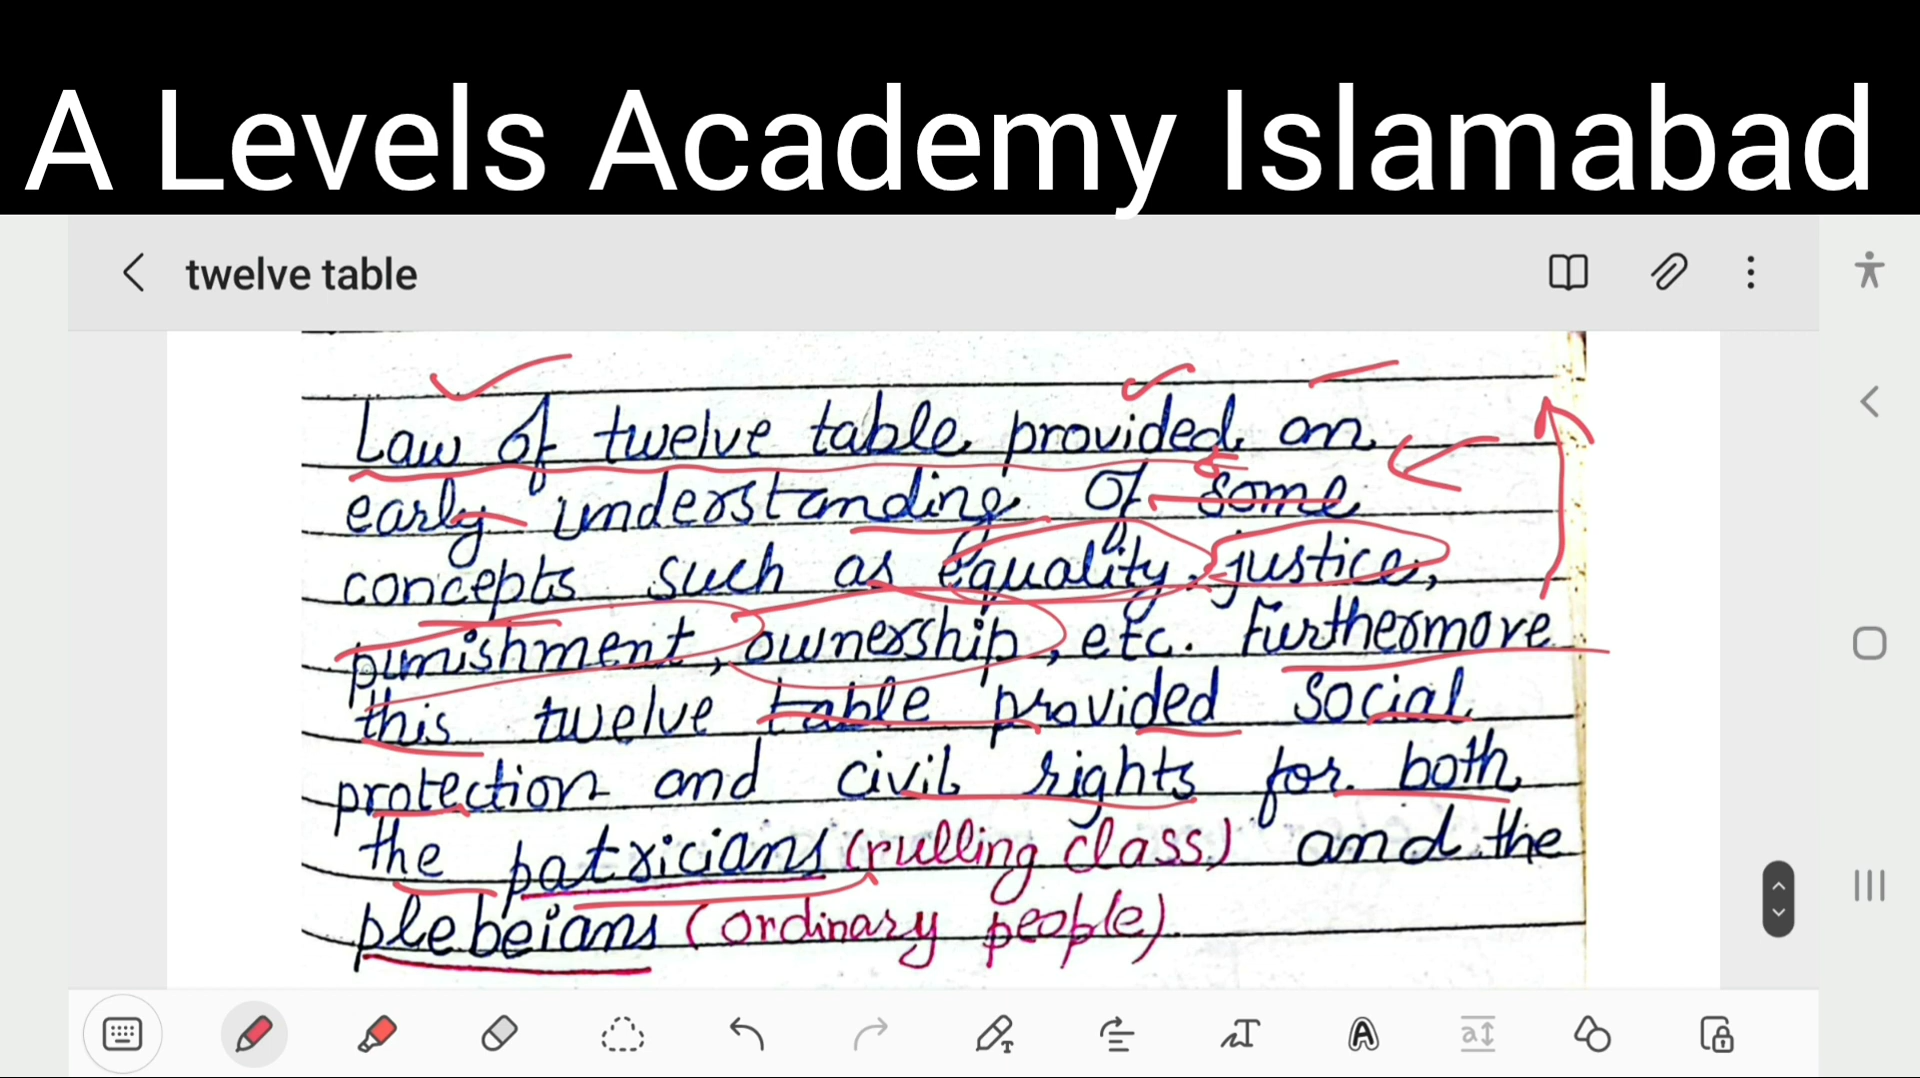 A Levels Academy Islamabad
twelve table
Law of twelve table provided an
early understanding of some
concepts such as equality, justice,
punishment, ownership, etc. Furthermore
this twelve table provided social
protection and civil rights for both
the patricians (rulling class) and the
plebeians (ordinary people).